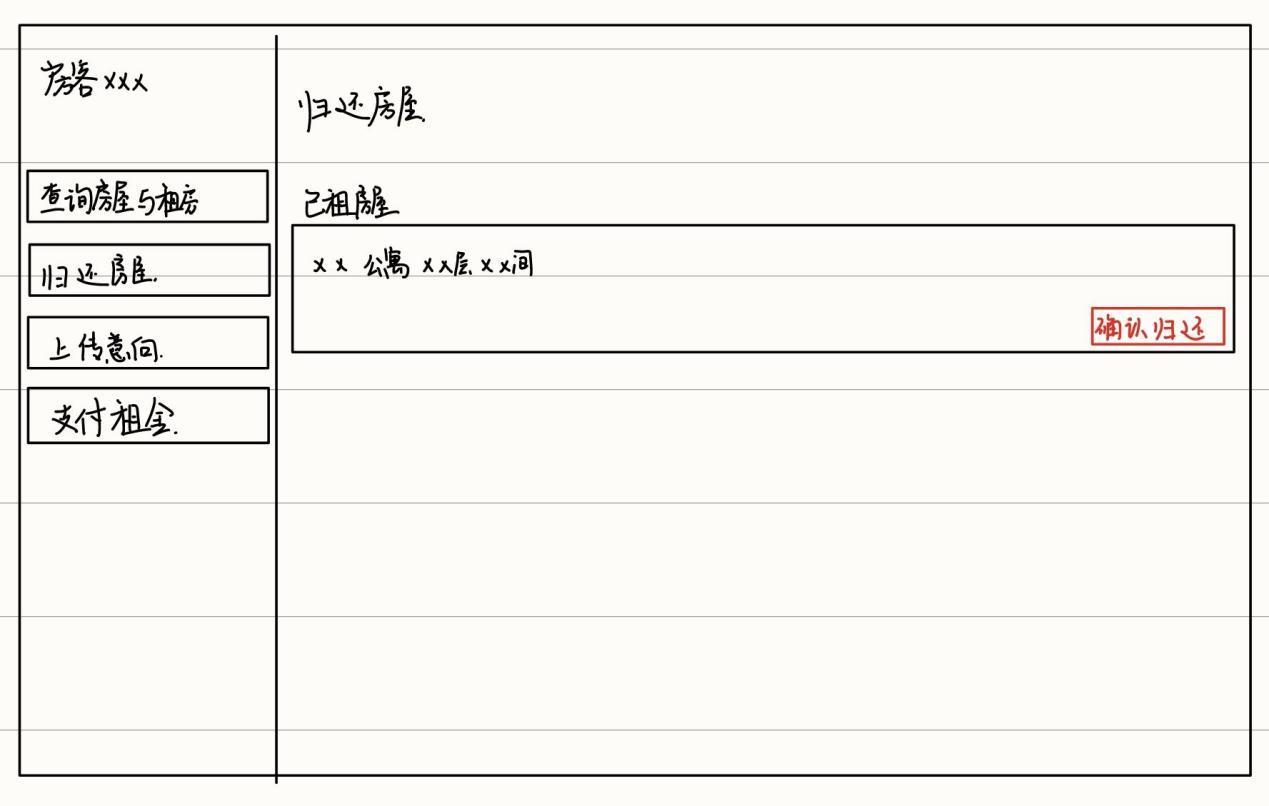 房客xxx
查询房屋与租房
归还房屋.
上传意向.
支付租金.
归还房屋.
已租房屋
xx 公寓 xx层 xx间
确认归还